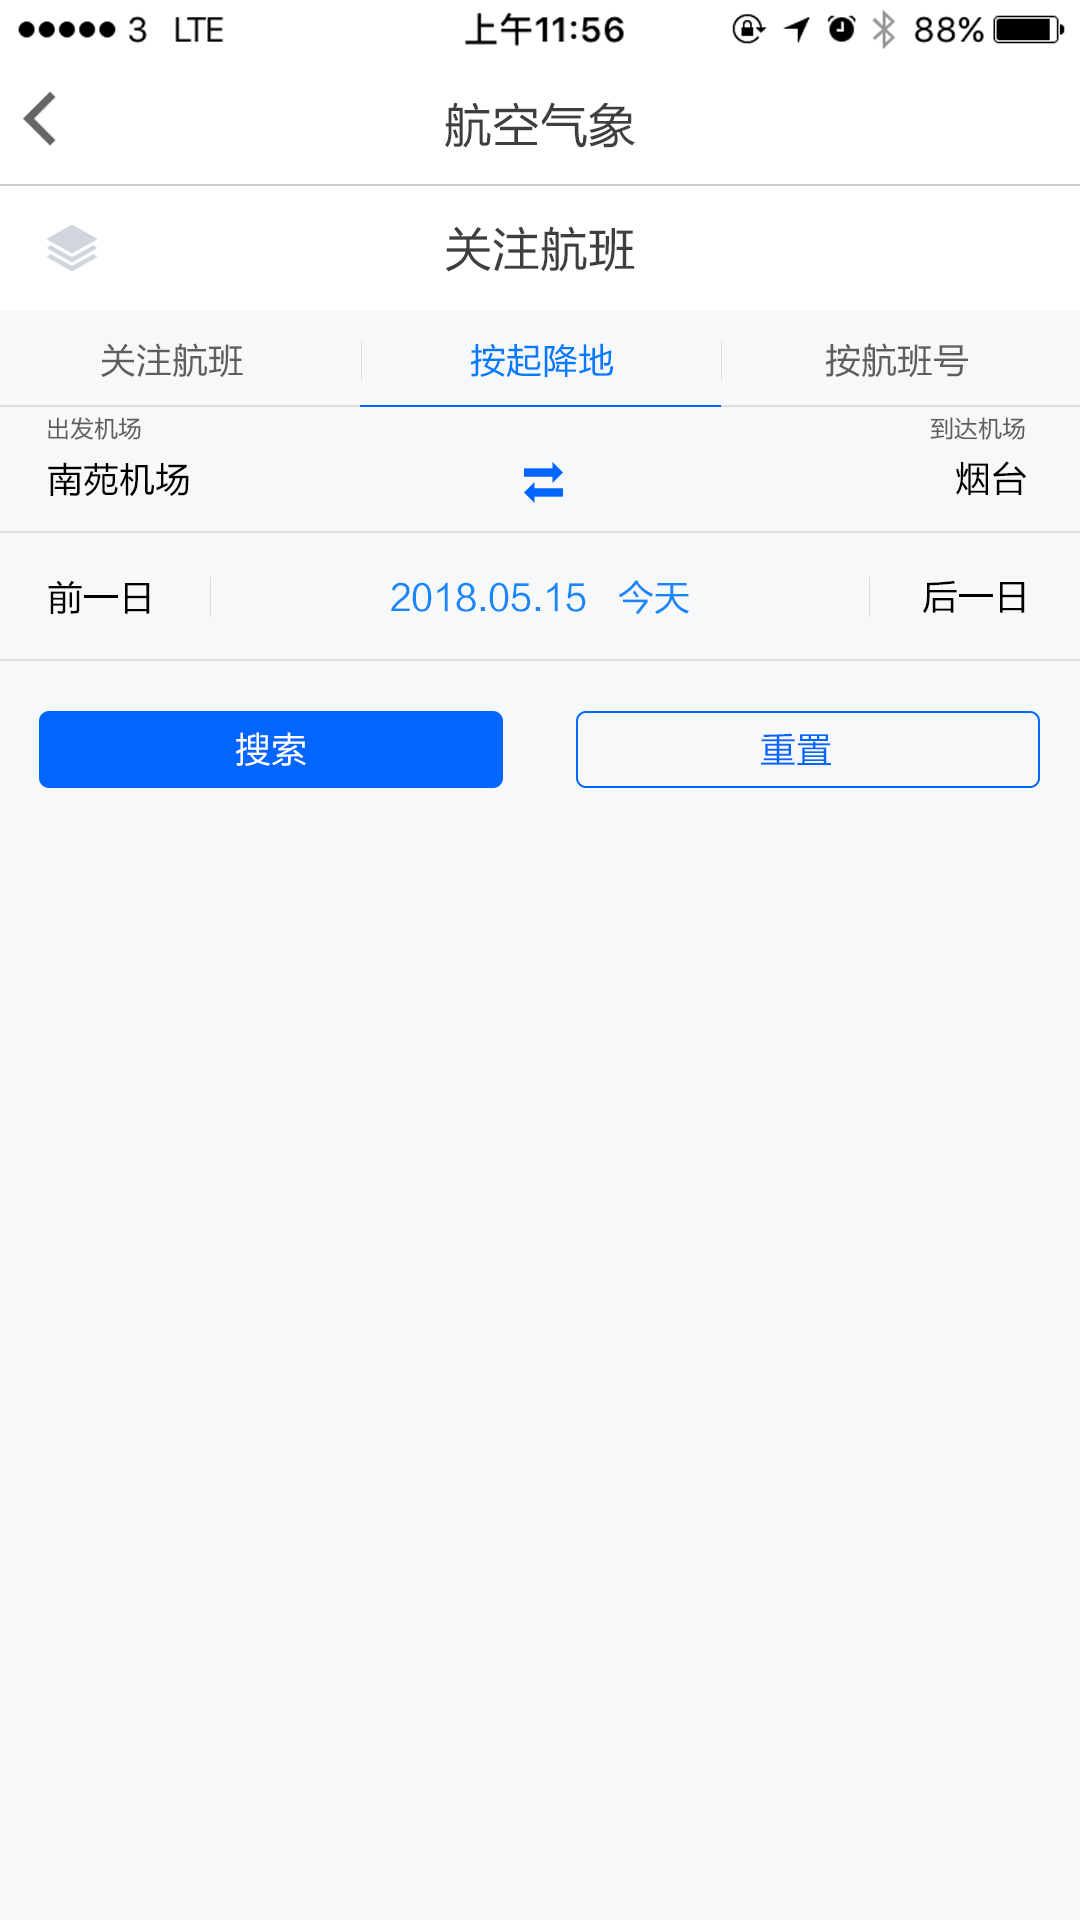 3 LTE 上午11:56 88%
航空气象
关注航班
关注航班 按起降地 按航班号
出发机场 到达机场
南苑机场 烟台
前一日 2018.05.15 今天 后一日
搜索 重置